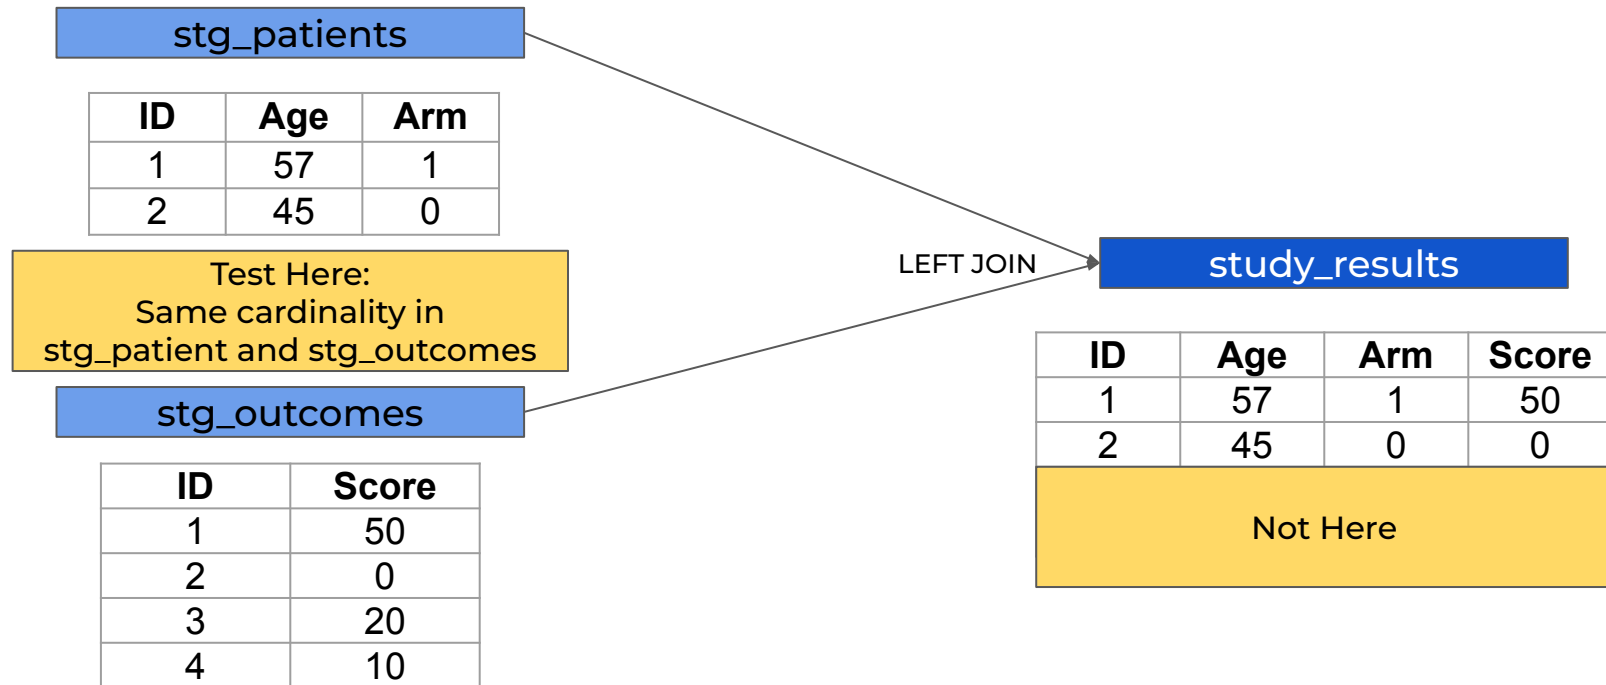 stg_patients
ID Age Arm
1 57 1
2 45 0
Test Here:
Same cardinality in
stg_patient and stg_outcomes
stg_outcomes
ID Score
1 50
2 0
3 20
4 10
LEFT JOIN
study_results
ID Age Arm Score
1 57 1 50
2 45 0 0
Not Here